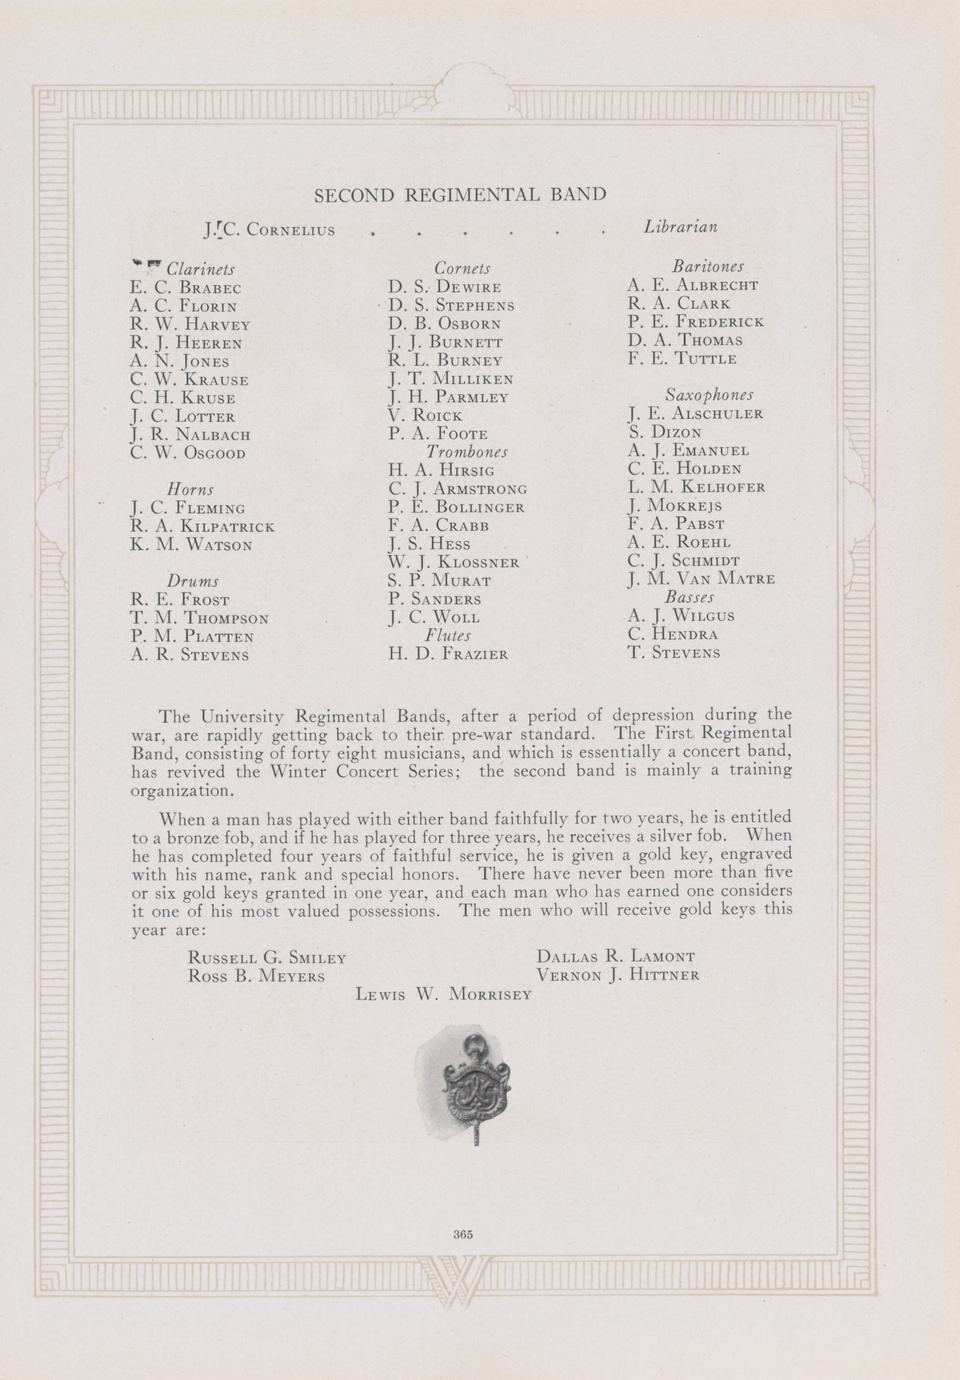 SECOND REGIMENTAL BAND
J. C. CORNELIUS . . . . . . Librarian
Clarinets
E. C. BRABEC
A. C. FLORIN
R. W. HARVEY
R. J. HEEREN
A. N. JONES
C. W. KRAUSE
C. H. KRUSE
J. C. LOTTER
J. R. NALBACH
C. W. OSGOOD
Horns
J. C. FLEMING
R. A. KILPATRICK
K. M. WATSON
Drums
R. E. FROST
T. M. THOMPSON
P. M. PLATTEN
A. R. STEVENS
Cornets
D. S. DEWIRE
D. S. STEPHENS
D. B. OSBORN
J. J. BURNETT
R. L. BURNEY
J. T. MILLIKEN
J. H. PARMLEY
V. ROICK
P. A. FOOTE
Trombones
H. A. HIRSIG
C. J. ARMSTRONG
P. E. BOLLINGER
F. A. CRABB
J. S. HESS
W. J. KLOSSNER
S. P. MURAT
P. SANDERS
J. C. WOLL
Flutes
H. D. FRAZIER
Baritones
A. E. ALBRECHT
R. A. CLARK
P. E. FREDERICK
D. A. THOMAS
F. E. TUTTLE
Saxophones
J. E. ALSCHULER
S. DIZON
A. J. EMANUEL
C. E. HOLDEN
L. M. KELHOFER
J. MOKREJS
F. A. PABST
A. E. ROEHL
C. J. SCHMIDT
J. M. VAN MATRE
Basses
A. J. WILGUS
C. HENDRA
T. STEVENS
The University Regimental Bands, after a period of depression during the
war, are rapidly getting back to their pre-war standard. The First Regimental
Band, consisting of forty eight musicians, and which is essentially a concert band,
has revived the Winter Concert Series; the second band is mainly a training
organization.
When a man has played with either band faithfully for two years, he is entitled
to a bronze fob, and if he has played for three years, he receives a silver fob. When
he has completed four years of faithful service, he is given a gold key, engraved
with his name, rank and special honors. There have never been more than five
or six gold keys granted in one year, and each man who has earned one considers
it one of his most valued possessions. The men who will receive gold keys this
year are:
RUSSELL G. SMILEY DALLAS R. LAMONT
ROSS B. MEYERS VERNON J. HITTNER
LEWIS W. MORRISEY
365
W